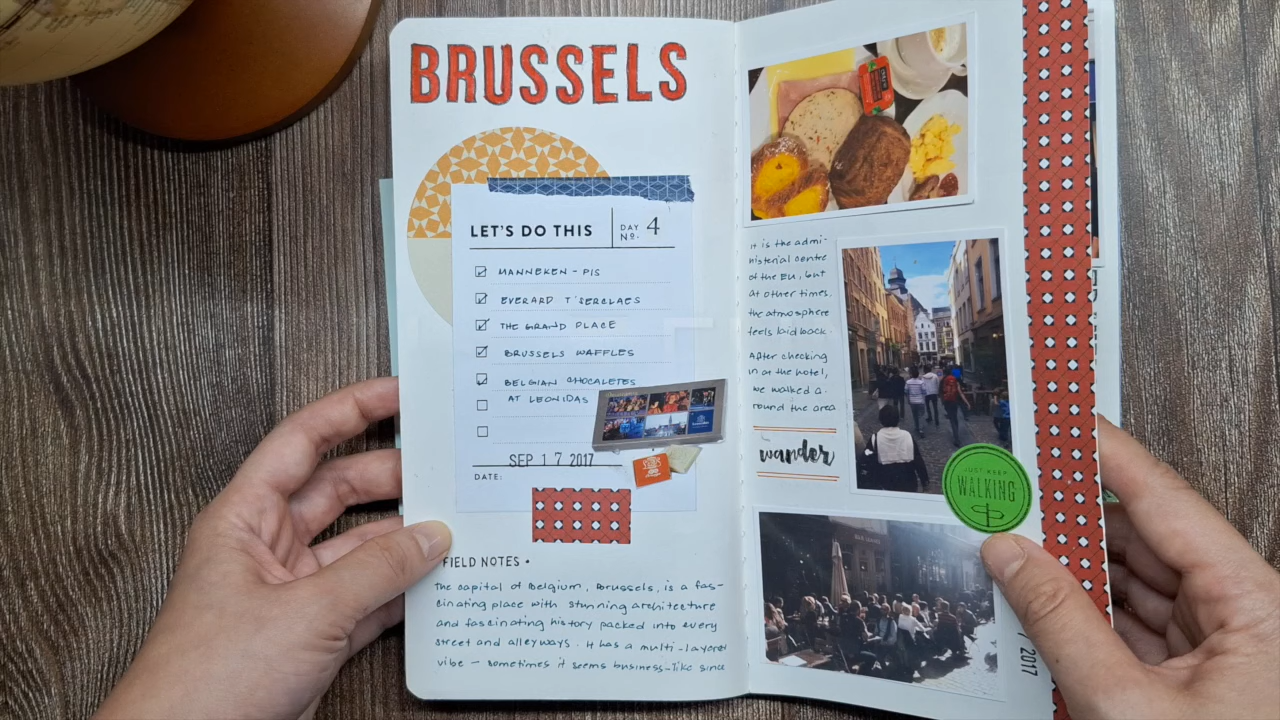 BRUSSELS
LET'S DO THIS
DAY No. 4
MANNEKEN - PIS
EVERARD T'SERCLAES
THE GRAND PLACE
BRUSSELS WAFFLES
BELGIAN CHOCALETES
AT LEONIDAS
SEP 17 2017
DATE:
FIELD NOTES •
The capital of Belgium, Brussels, is a fas-
cinating place with stunning architecture
and fascinating history packed into every
street and alleyways. It has a multi-layered
vibe – sometimes it seems business-like since
it is the admi-
nisterial centre
of the EU, but
at other times,
the atmosphere
feels laid back.
After checking
in at the hotel,
we walked a-
round the area
wander
JUST KEEP
WALKING
2017